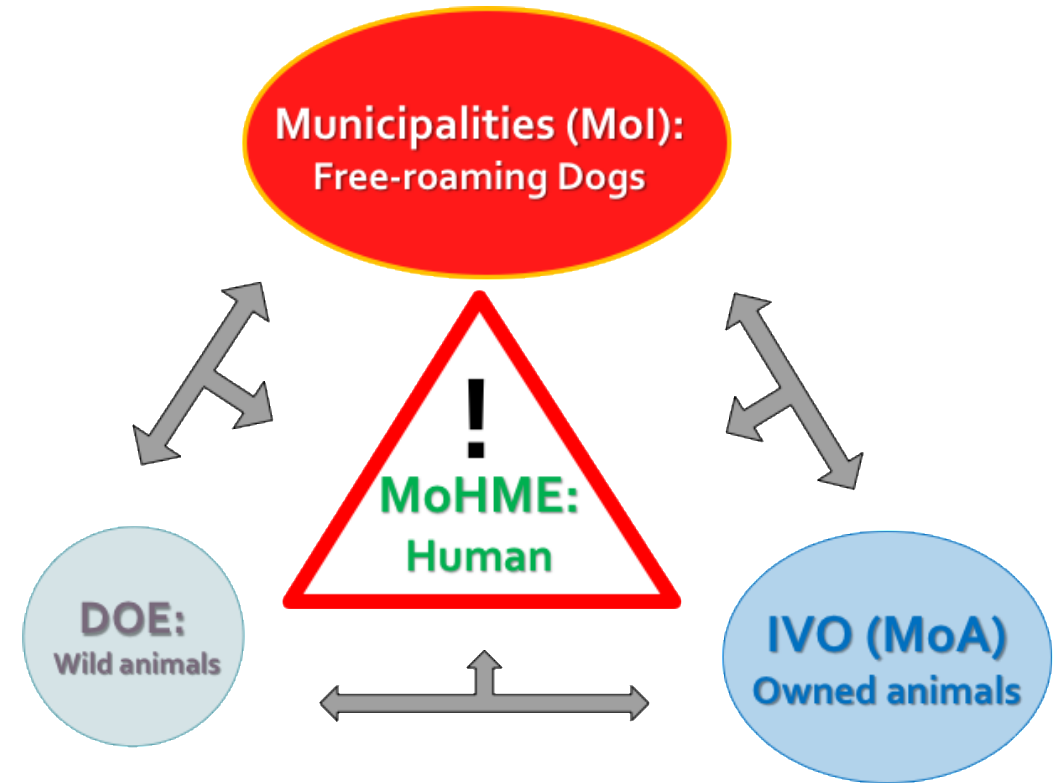 Municipalities (MoI):
Free-roaming Dogs
!
MoHME:
Human
DOE:
Wild animals
IVO (MoA)
Owned animals